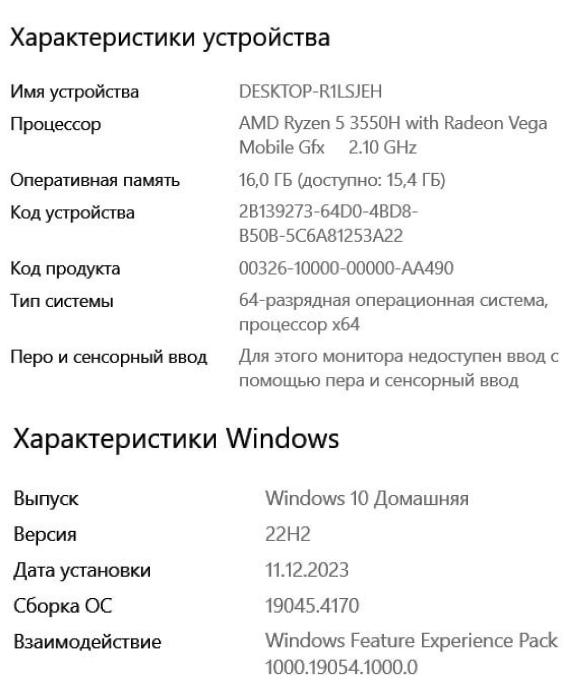 Характеристики устройства
Имя устройства DESKTOP-R1LSJEH
Процессор AMD Ryzen 5 3550H with Radeon Vega
Mobile Gfx 2.10 GHz
Оперативная память 16,0 ГБ (доступно: 15,4 ГБ)
Код устройства 2B139273-64D0-4BD8-
B50B-5C6A81253A22
Код продукта 00326-10000-00000-AA490
Тип системы 64-разрядная операционная система,
процессор x64
Перо и сенсорный ввод Для этого монитора недоступен ввод с
помощью пера и сенсорный ввод
Характеристики Windows
Выпуск Windows 10 Домашняя
Версия 22H2
Дата установки 11.12.2023
Сборка ОС 19045.4170
Взаимодействие Windows Feature Experience Pack
1000.19054.1000.0